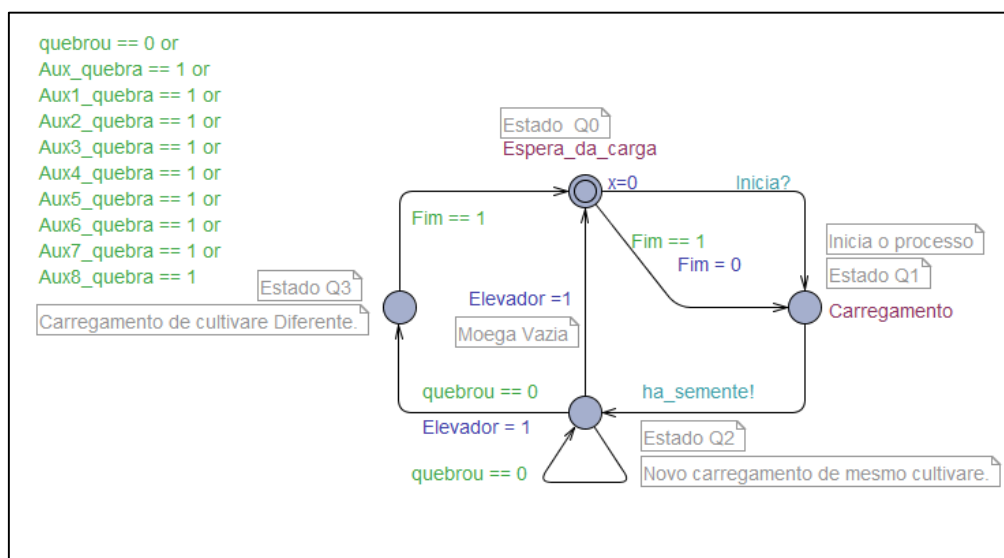 quebrou == 0 or
Aux_quebra == 1 or
Aux1_quebra == 1 or
Aux2_quebra == 1 or
Aux3_quebra == 1 or
Aux4_quebra == 1 or
Aux5_quebra == 1 or
Aux6_quebra == 1 or
Aux7_quebra == 1 or
Aux8_quebra == 1
Estado Q0
Espera_da_carga
x=0
Inicia?
Fim == 1
Fim == 1
Fim = 0
Inicia o processo
Estado Q1
Carregamento
Estado Q3
Carregamento de cultivare Diferente.
Elevador =1
Moega Vazia
quebrou == 0
Elevador = 1
ha_semente!
Estado Q2
quebrou == 0
Novo carregamento de mesmo cultivare.